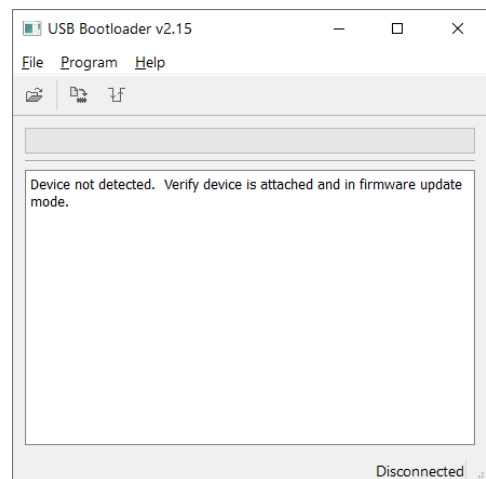 USB Bootloader v2.15
File Program Help
Device not detected. Verify device is attached and in firmware update
mode.
Disconnected